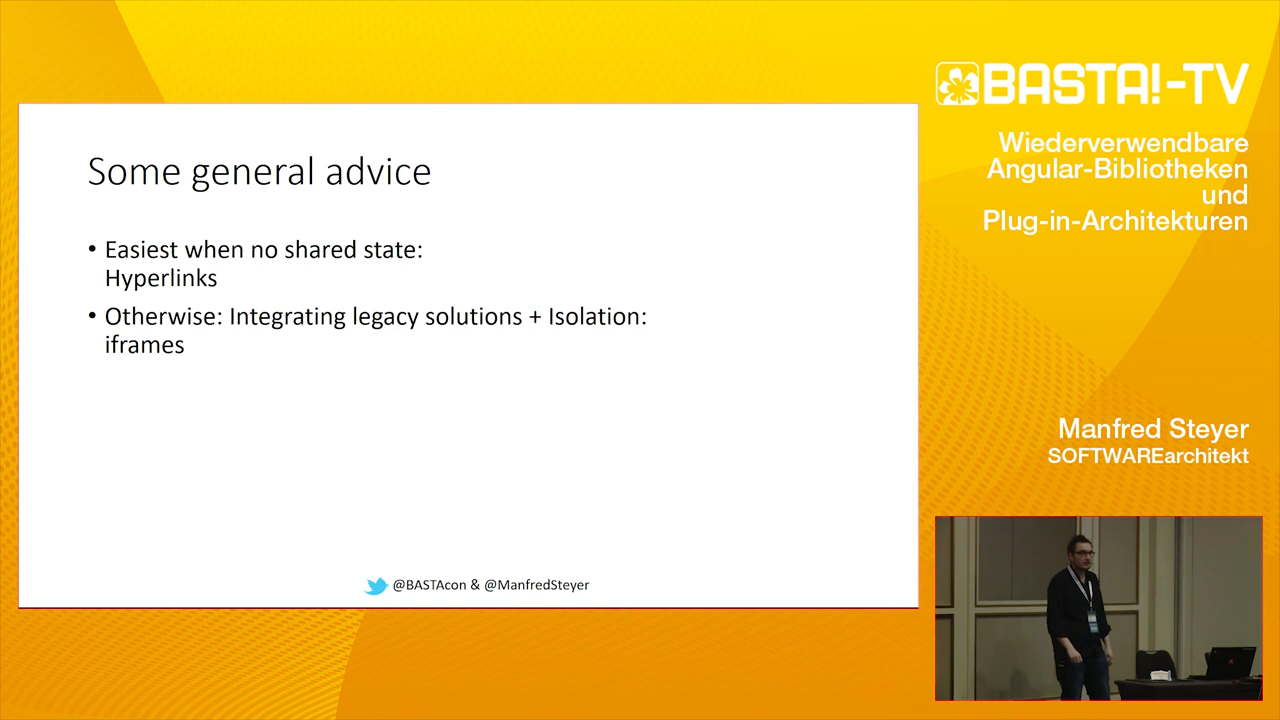 BASTA!-TV
Wiederverwendbare
Angular-Bibliotheken
und
Plug-in-Architekturen
Some general advice
• Easiest when no shared state:
Hyperlinks
• Otherwise: Integrating legacy solutions + Isolation:
iframes
@BASTAcon & @ManfredSteyer
Manfred Steyer
SOFTWAREarchitekt